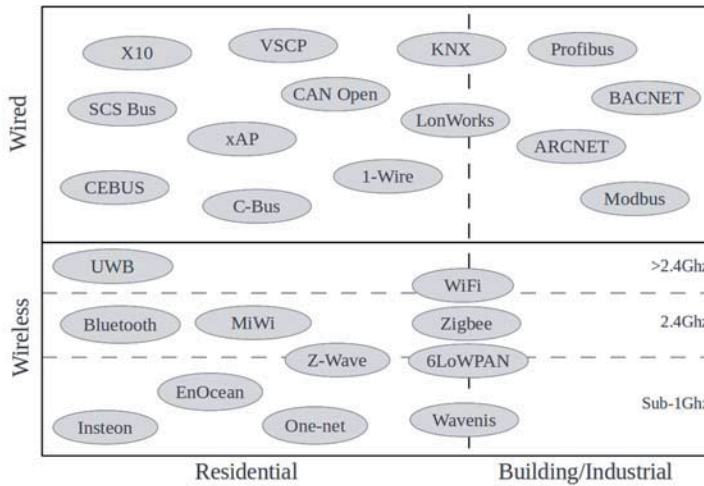 X10
VSCP
KNX
Profibus
SCS Bus
CAN Open
BACNET
LonWorks
xAP
ARCNET
CEBUS
1-Wire
C-Bus
Modbus
Wired
UWB
>2.4Ghz
WiFi
Bluetooth
MiWi
Zigbee
2.4Ghz
Z-Wave
6LoWPAN
EnOcean
Sub-1Ghz
Insteon
One-net
Wavenis
Wireless
Residential
Building/Industrial